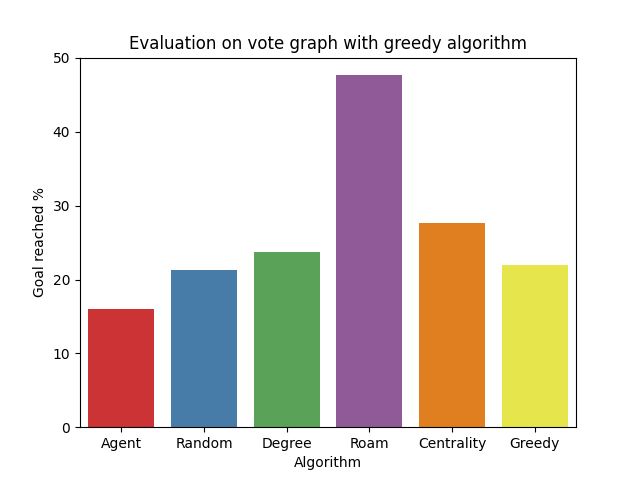 Evaluation on vote graph with greedy algorithm
50
40
30
20
10
0
Goal reached %
Agent Random Degree Roam Centrality Greedy
Algorithm